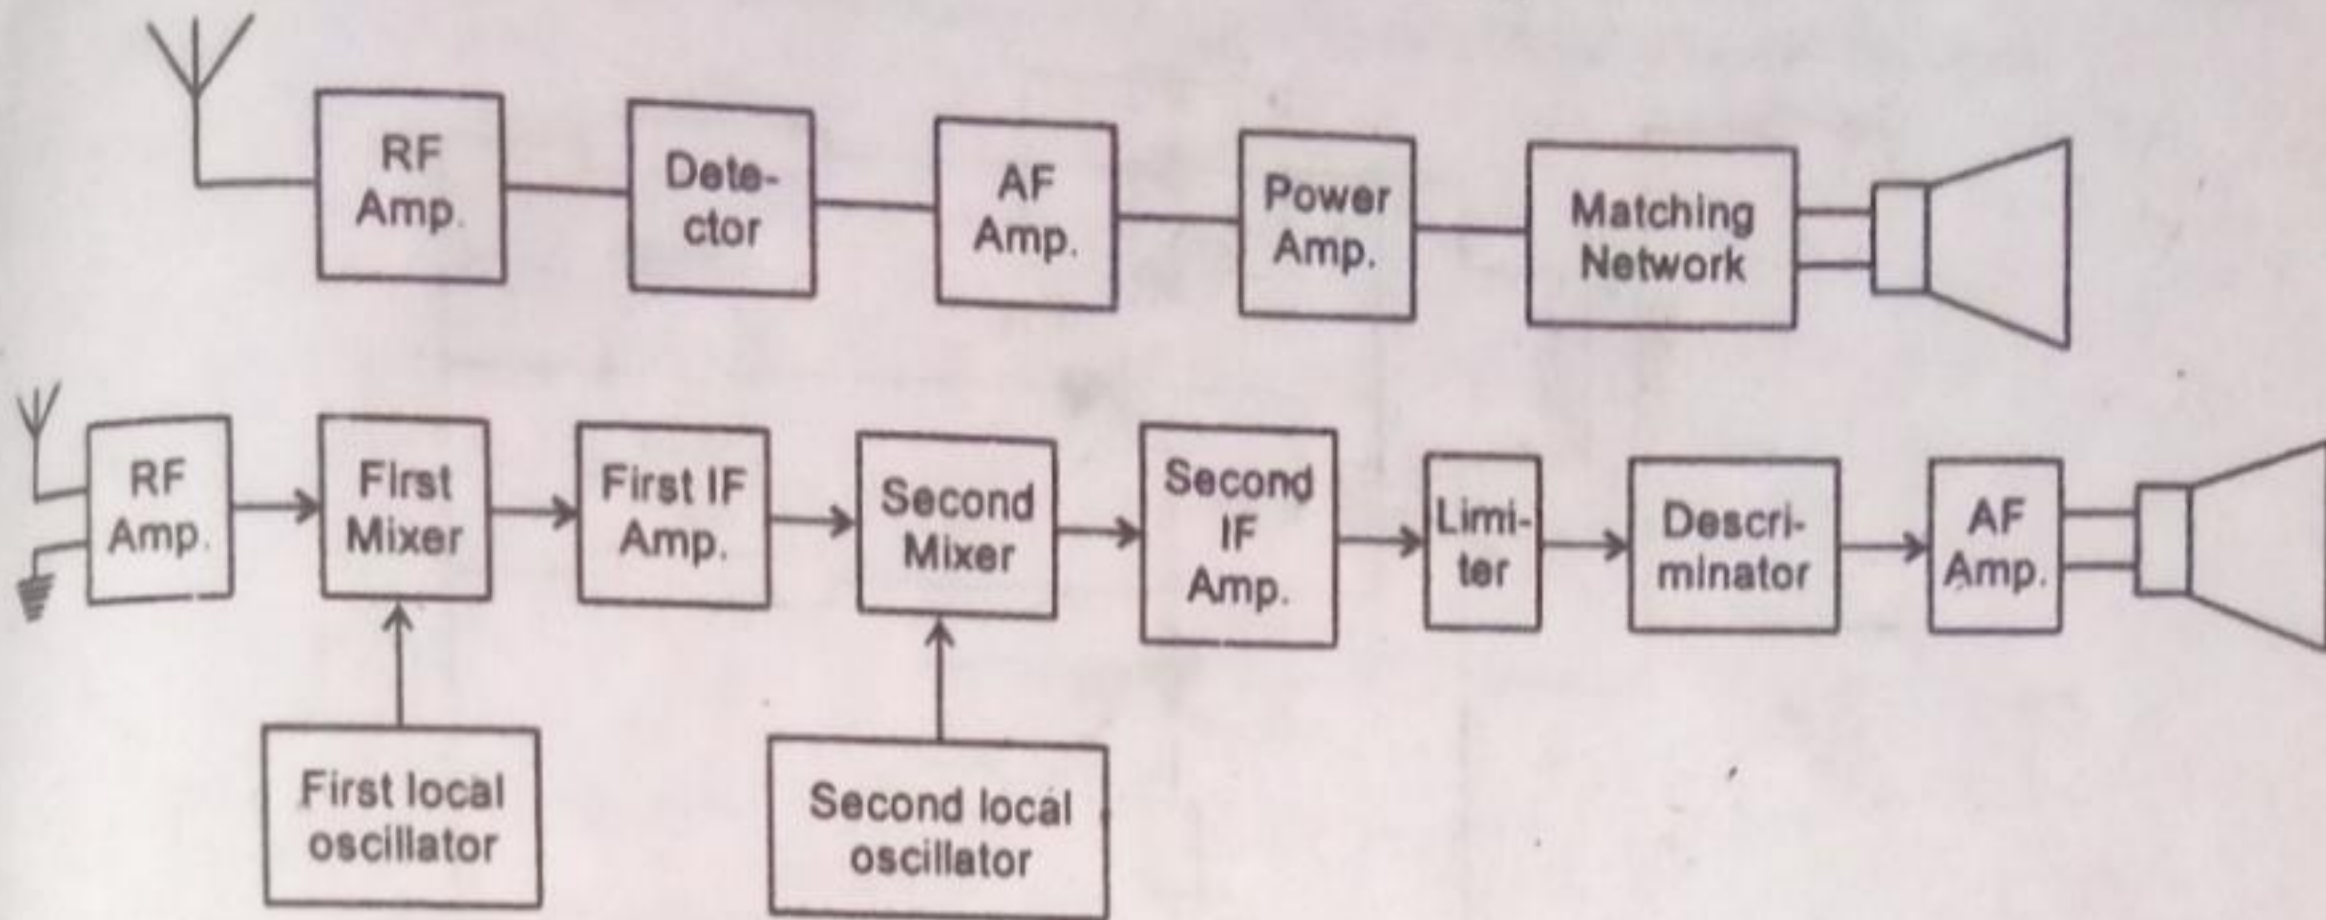 RF
Amp.
Dete-
ctor
AF
Amp.
Power
Amp.
Matching
Network
RF
Amp.
First
Mixer
First IF
Amp.
Second
Mixer
Second
IF
Amp.
Limi-
ter
Descri-
minator
AF
Amp.
First local
oscillator
Second local
oscillator